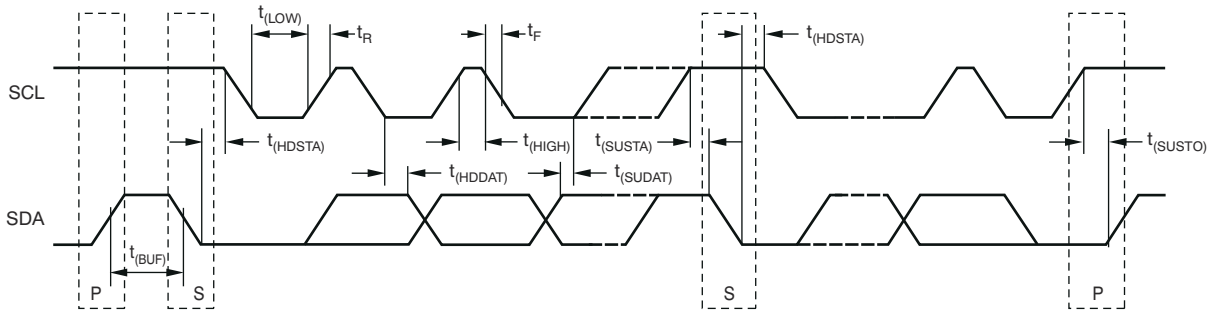 t(LOW)
tR
tF
t(HDSTA)
SCL
t(HDSTA)
t(HIGH)
t(SUSTA)
t(SUSTO)
t(HDDAT)
t(SUDAT)
SDA
t(BUF)
P
S
S
P